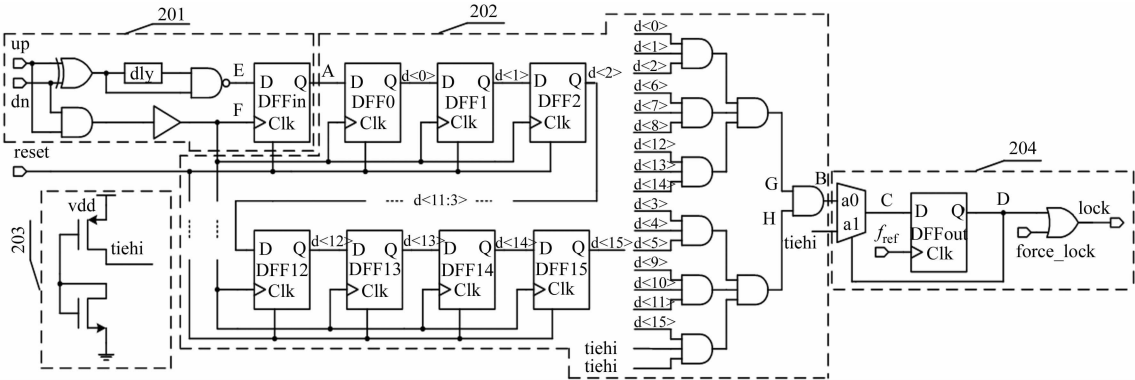 201
202
up
dn
dly
E
F
D Q
DFFin
Clk
A
D Q
DFF0
Clk
d<0>
D Q
DFF1
Clk
d<1>
D Q
DFF2
Clk
d<2>
reset
d<11:3>
203
vdd
tiehi
D Q
DFF12
Clk
d<12>
D Q
DFF13
Clk
d<13>
D Q
DFF14
Clk
d<14>
D Q
DFF15
Clk
d<15>
d<0>
d<1>
d<2>
d<6>
d<7>
d<8>
d<12>
d<13>
d<14>
d<3>
d<4>
d<5>
d<9>
d<10>
d<11>
d<15>
tiehi
tiehi
G
H
B
tiehi
204
a0
a1
C
D Q
DFFout
Clk
fref
D
lock
force_lock